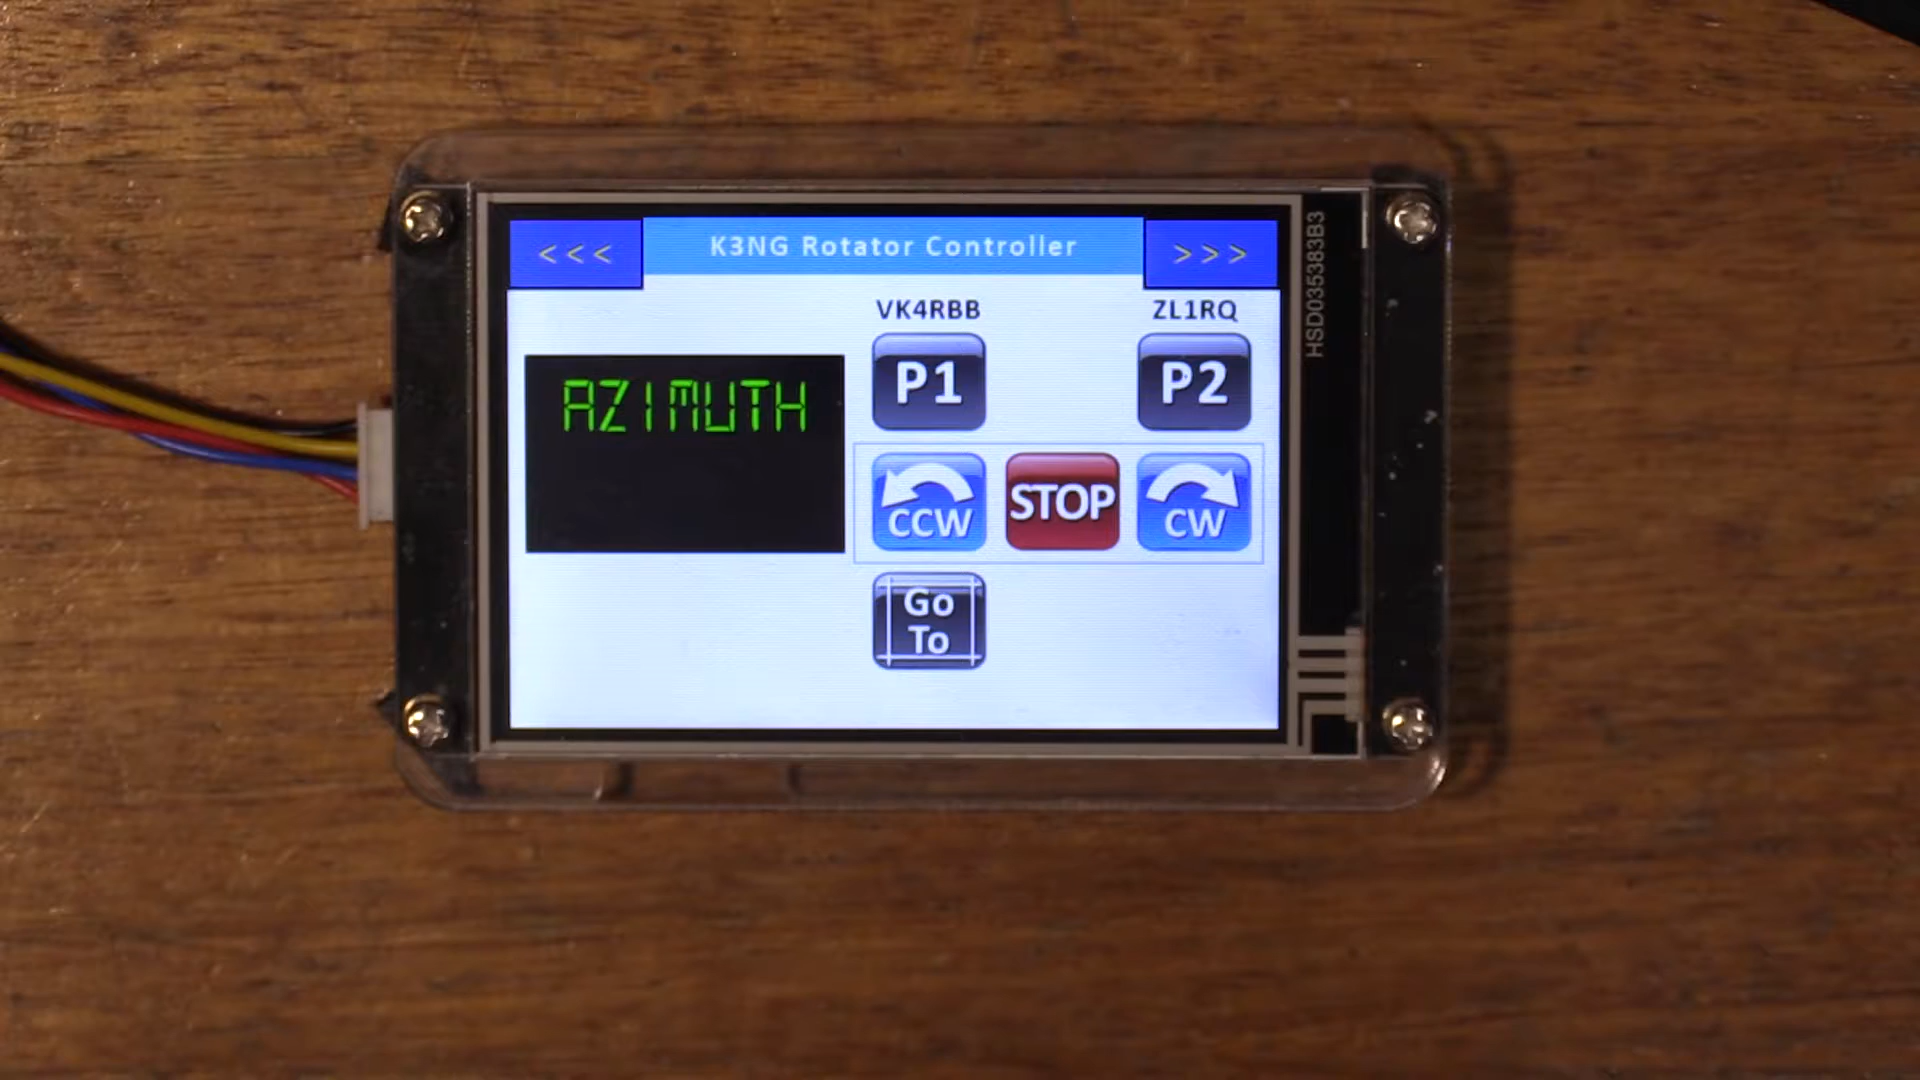 <<< K3NG Rotator Controller >>>
VK4RBB ZL1RQ
P1 P2
AZIMUTH
CCW STOP CW
Go
To
HSD035383B3